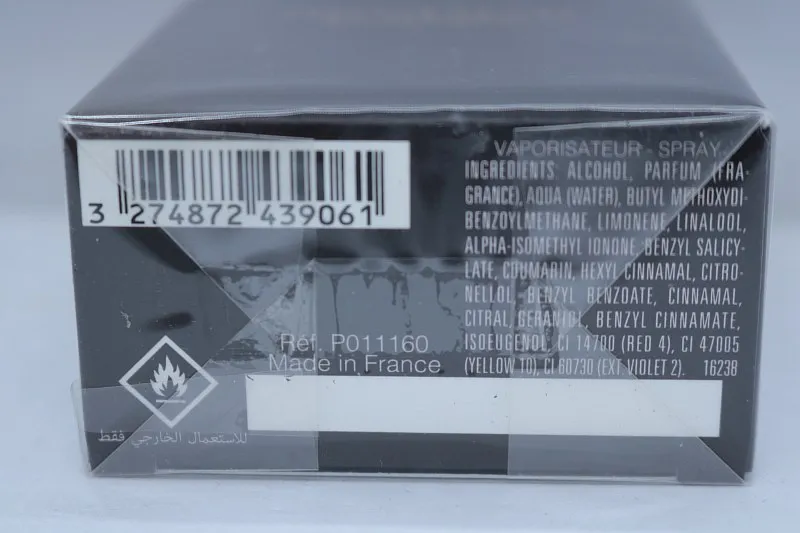 3 274872 439061
VAPORISATEUR - SPRAY
INGREDIENTS: ALCOHOL, PARFUM (FRA-
GRANCE), AQUA (WATER), BUTYL METHOXYDI-
BENZOYLMETHANE, LIMONENE, LINALOOL,
ALPHA-ISOMETHYL IONONE, BENZYL SALICY-
LATE, COUMARIN, HEXYL CINNAMAL, CITRO-
NELLOL, BENZYL BENZOATE, CINNAMAL,
CITRAL, GERANIOL, BENZYL CINNAMATE,
ISOEUGENOL, CI 14700 (RED 4), CI 47005
(YELLOW 10), CI 60730 (EXT. VIOLET 2). 16238
Réf. P011160
Made in France
للاستعمال الخارجي فقط